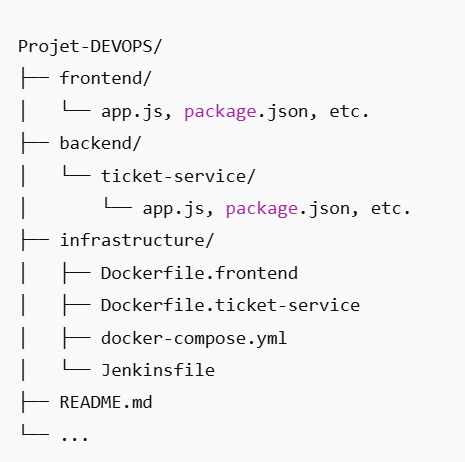 Projet-DEVOPS/
├── frontend/
│   └── app.js, package.json, etc.
├── backend/
│   └── ticket-service/
│       └── app.js, package.json, etc.
├── infrastructure/
│   ├── Dockerfile.frontend
│   ├── Dockerfile.ticket-service
│   ├── docker-compose.yml
│   └── Jenkinsfile
├── README.md
└── ...